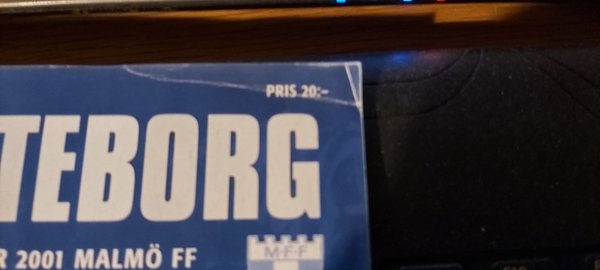 PRIS 20:-
TEBORG
R 2001 MALMÖ FF
MFF